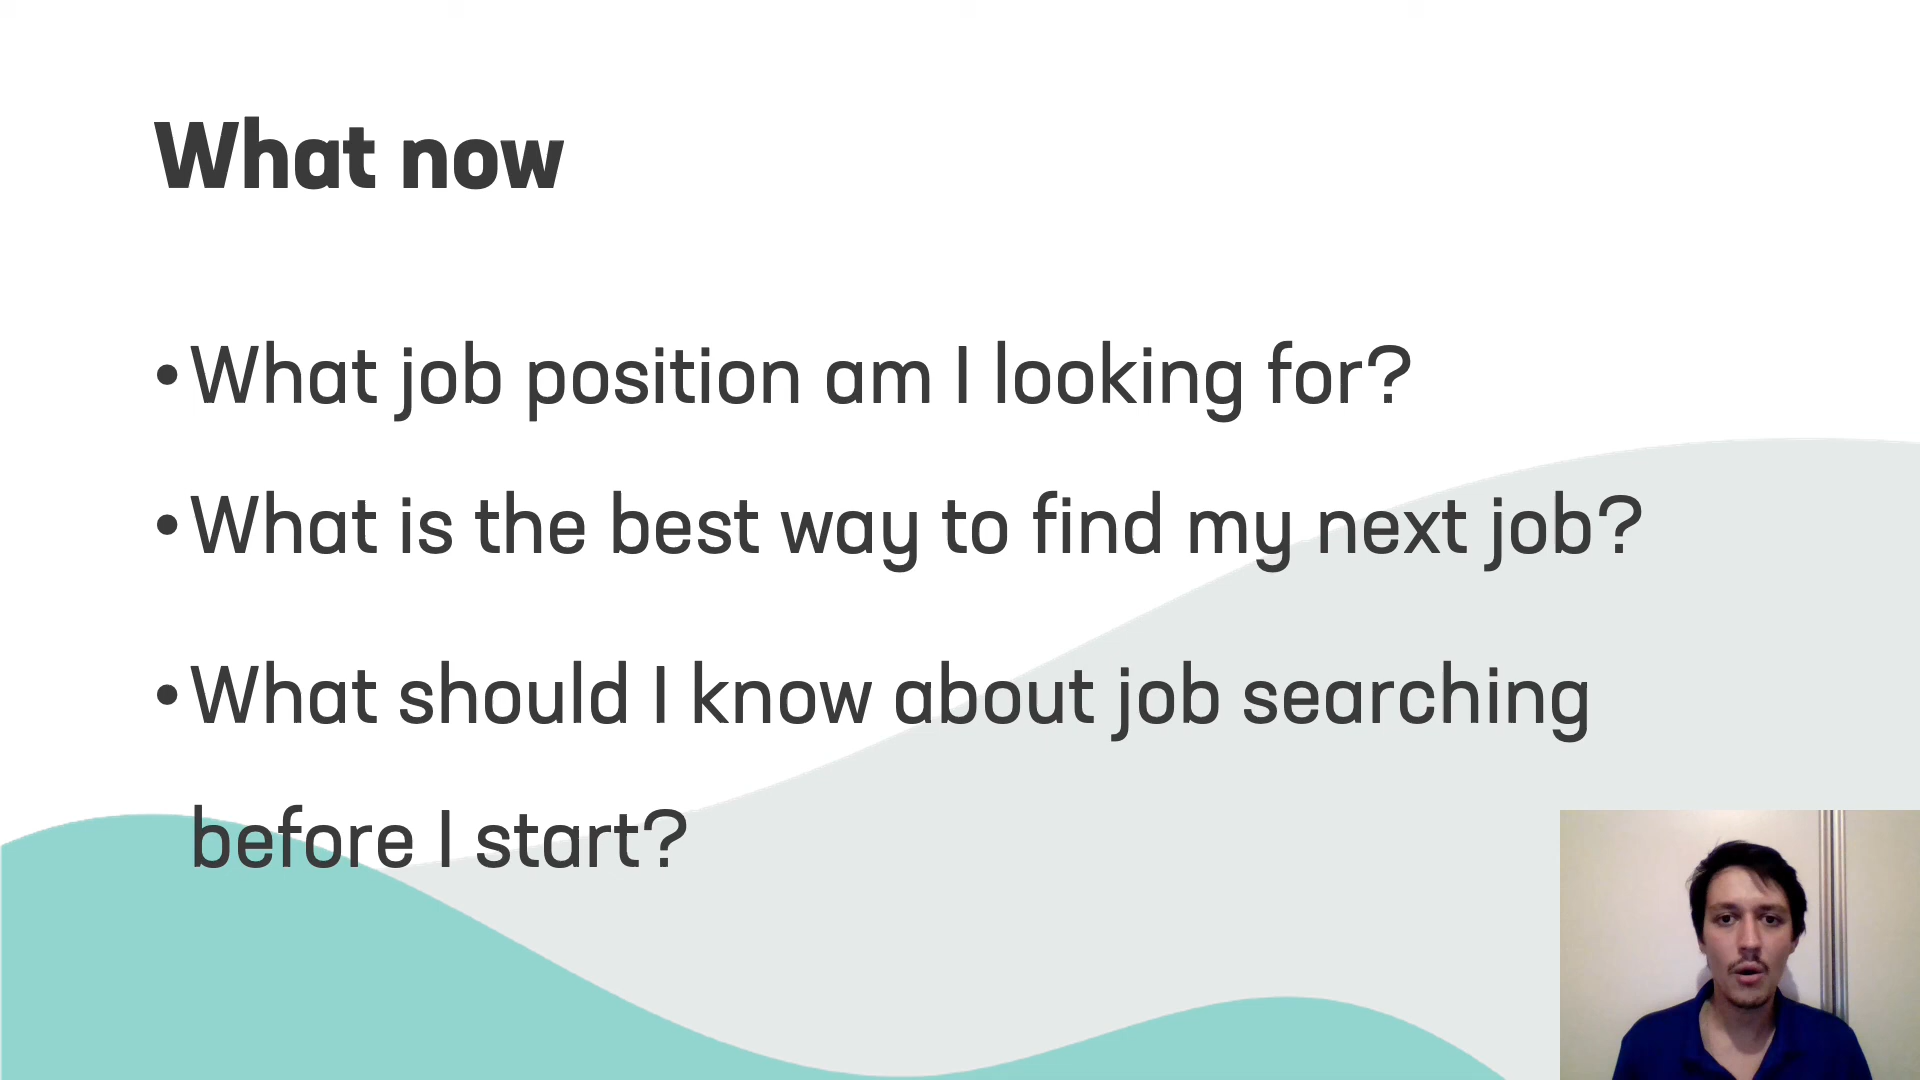 What now
• What job position am I looking for?
• What is the best way to find my next job?
• What should I know about job searching
before I start?